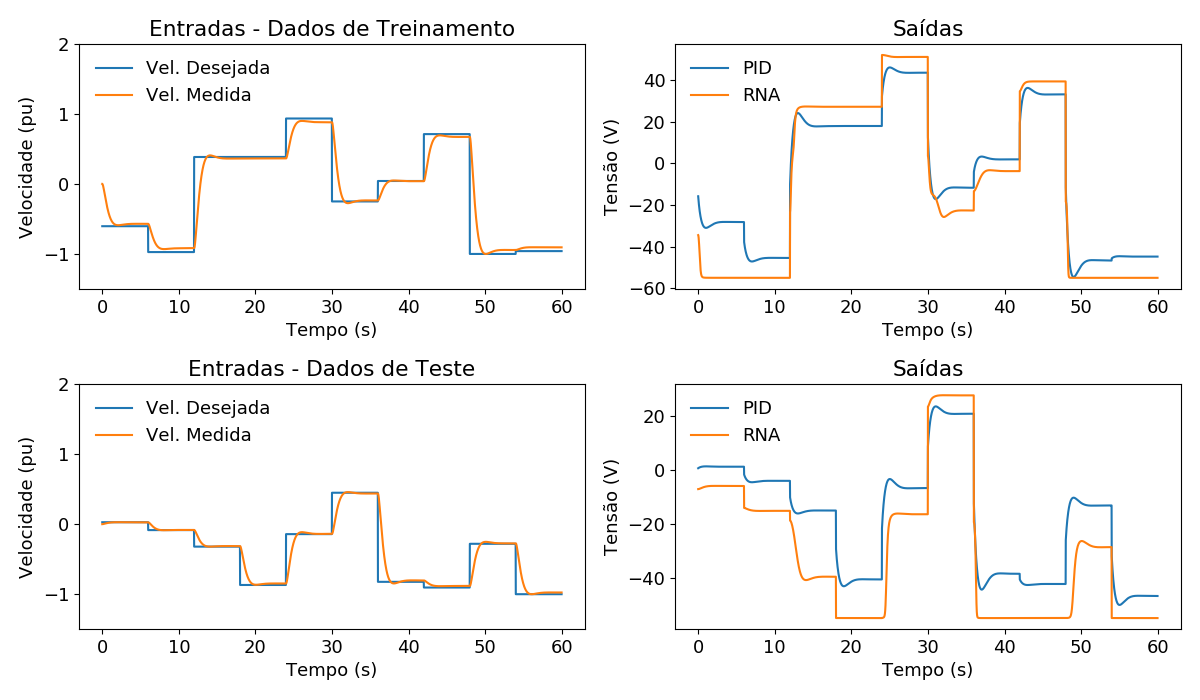 Entradas - Dados de Treinamento
2
1
0
−1
Velocidade (pu)
Vel. Desejada
Vel. Medida
0 10 20 30 40 50 60
Tempo (s)
Saídas
40
20
0
−20
−40
−60
Tensão (V)
PID
RNA
0 10 20 30 40 50 60
Tempo (s)
Entradas - Dados de Teste
2
1
0
−1
Velocidade (pu)
Vel. Desejada
Vel. Medida
0 10 20 30 40 50 60
Tempo (s)
Saídas
20
0
−20
−40
Tensão (V)
PID
RNA
0 10 20 30 40 50 60
Tempo (s)